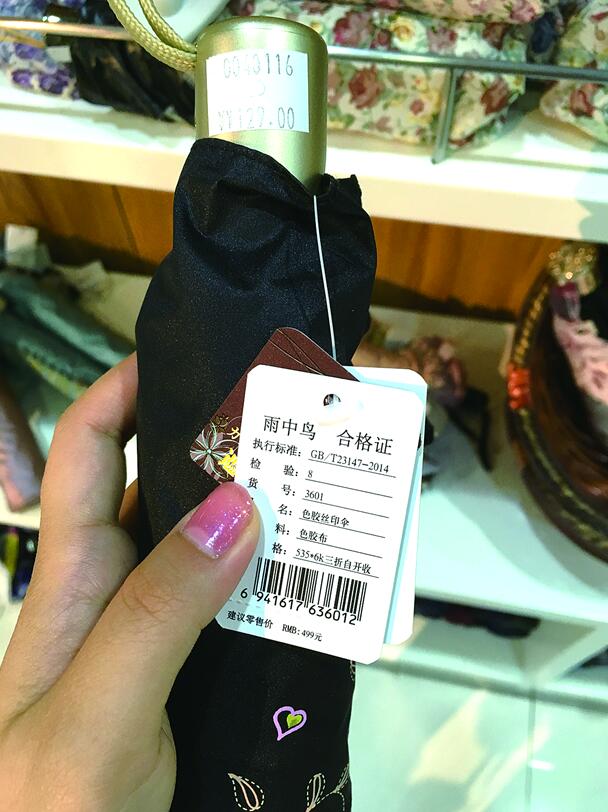 0048116
¥127.00
雨中鸟 合格证
执行标准: GB/T23147-2014
检 验: 8
货 号: 3601
名: 色胶丝印伞
料: 色胶布
格: 535*6k三折自开收
6 941617 636012
建议零售价 RMB:499元